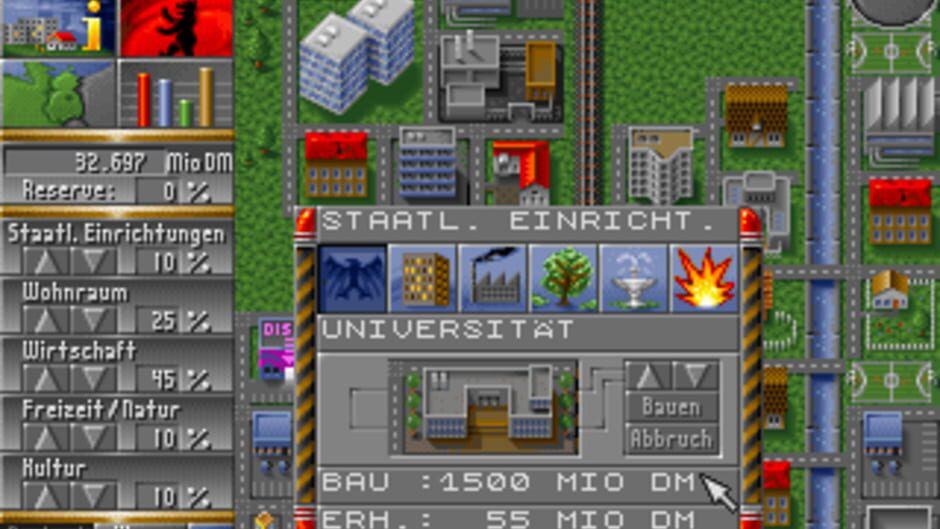 32.697 Mio DM
Reserve: 0 %
Staatl. Einrichtungen
10 %
Wohnraum
25 %
Wirtschaft
45 %
Freizeit/Natur
10 %
Kultur
10 %
STAATL. EINRICHT.
UNIVERSITÄT
Bauen
Abbruch
BAU :1500 MIO DM
ERH.: 55 MIO DM
DIS